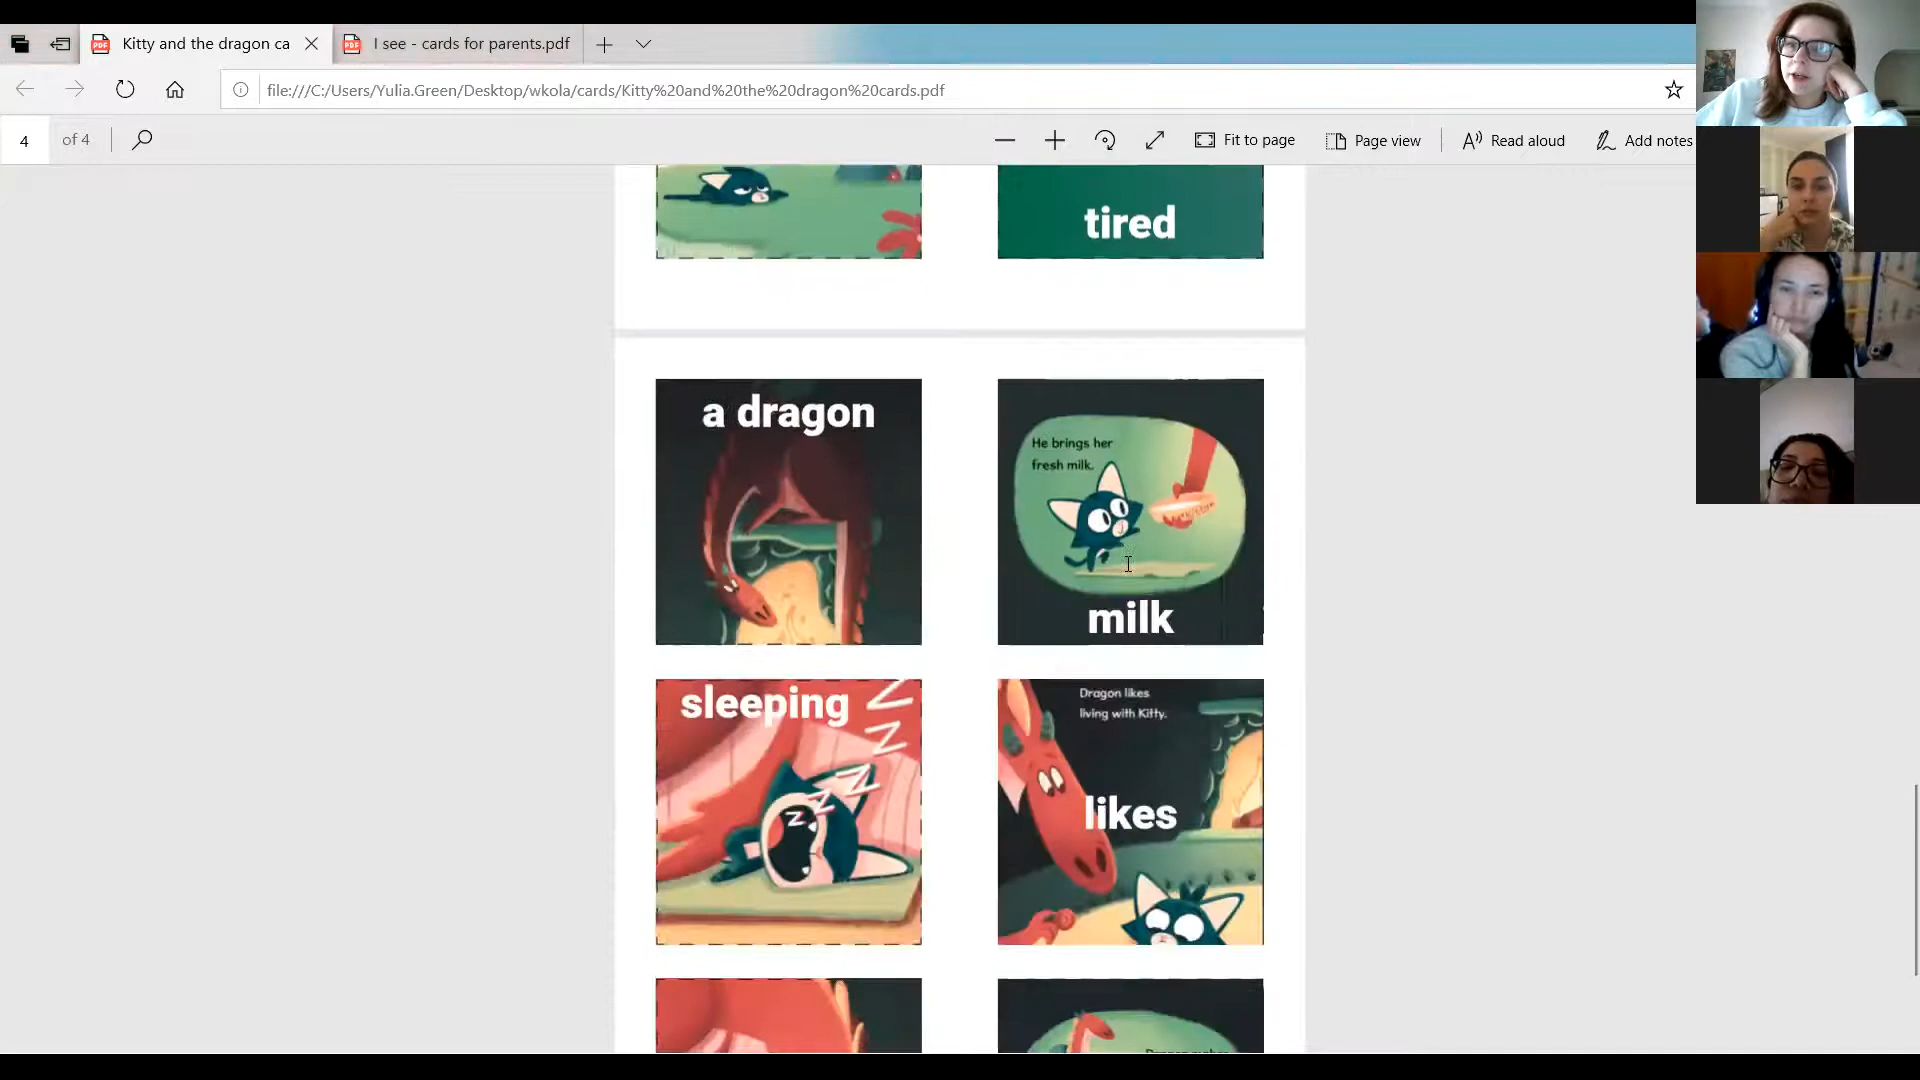 Kitty and the dragon ca
I see - cards for parents.pdf
file:///C:/Users/Yulia.Green/Desktop/wkola/cards/Kitty%20and%20the%20dragon%20cards.pdf
4 of 4
Fit to page
Page view
Read aloud
Add notes
tired
a dragon
He brings her
fresh milk.
milk
sleeping
Z
Z
Z
Z
Z
Dragon likes
living with Kitty.
likes